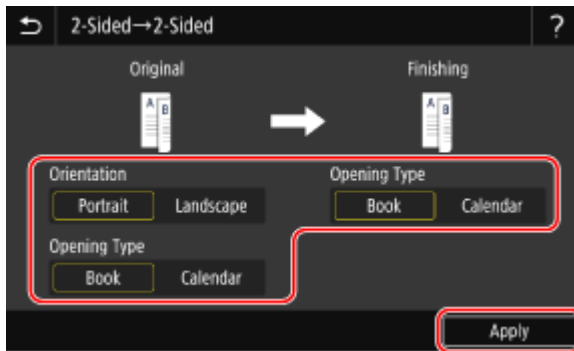 2-Sided→2-Sided ?
Original Finishing
A B A B
Orientation Opening Type
Portrait Landscape Book Calendar
Opening Type
Book Calendar
Apply